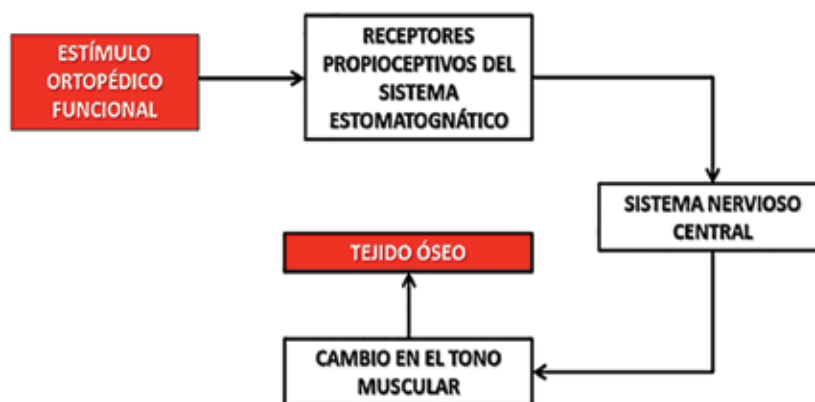 ESTÍMULO
ORTOPÉDICO
FUNCIONAL
RECEPTORES
PROPIOCEPTIVOS DEL
SISTEMA
ESTOMATOGNÁTICO
SISTEMA NERVIOSO
CENTRAL
TEJIDO ÓSEO
CAMBIO EN EL TONO
MUSCULAR